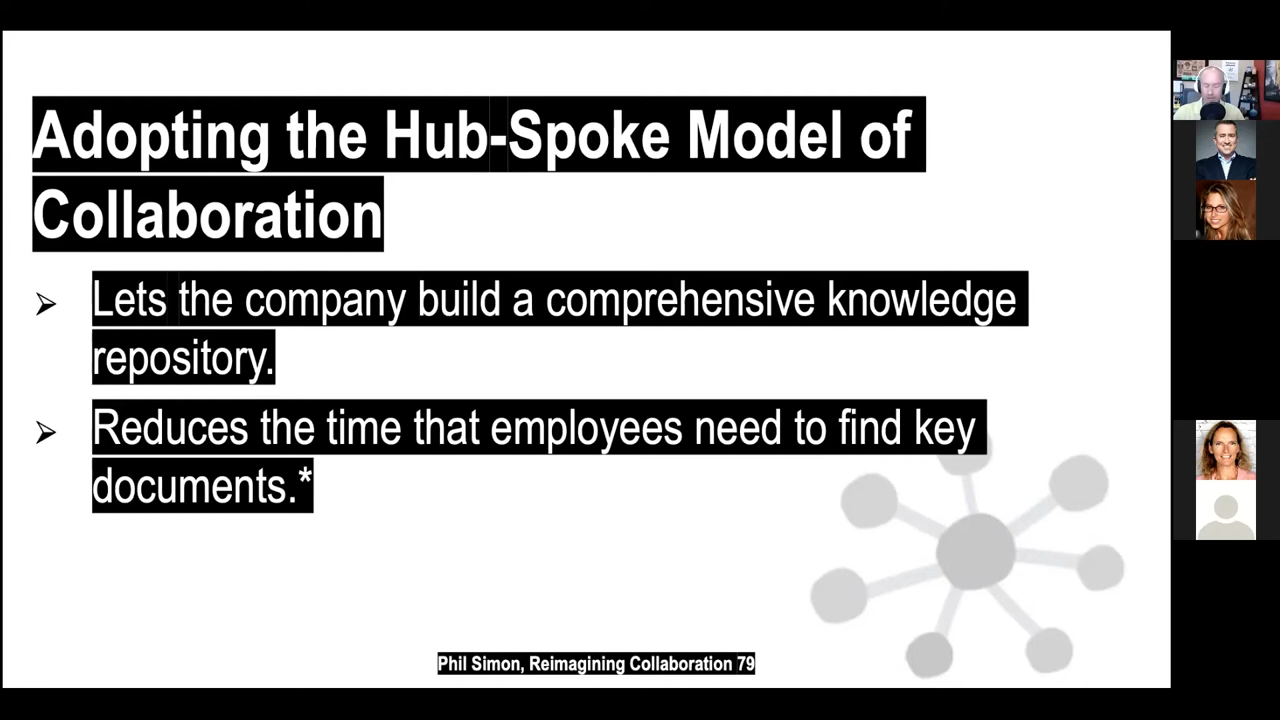 Adopting the Hub-Spoke Model of
Collaboration
Lets the company build a comprehensive knowledge
repository.
Reduces the time that employees need to find key
documents.*
Phil Simon, Reimagining Collaboration 79